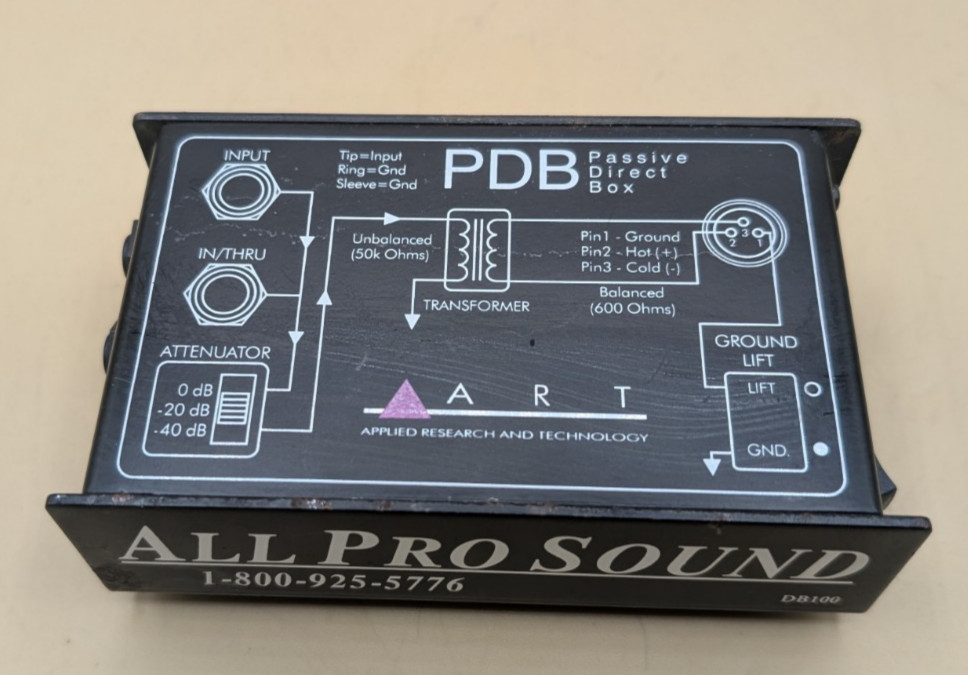 INPUT
Tip=Input
Ring=Gnd
Sleeve=Gnd
PDB
Passive
Direct
Box
IN/THRU
Unbalanced
(50k Ohms)
TRANSFORMER
Pin1 - Ground
Pin2 - Hot (+)
Pin3 - Cold (-)
3
2 1
Balanced
(600 Ohms)
ATTENUATOR
0 dB
-20 dB
-40 dB
GROUND
LIFT
LIFT
GND.
A R T
APPLIED RESEARCH AND TECHNOLOGY
ALL PRO SOUND
1-800-925-5776
DB100